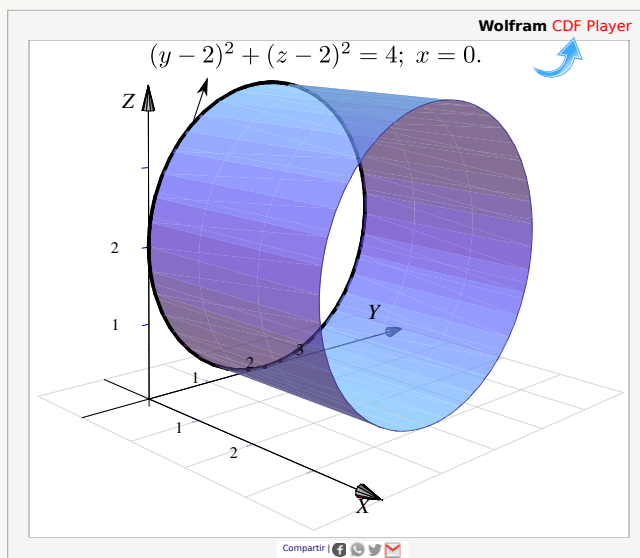 Wolfram CDF Player
(y − 2)² + (z − 2)² = 4; x = 0.
Z
2
1
Y
3
2
1
1
2
X
Compartir |